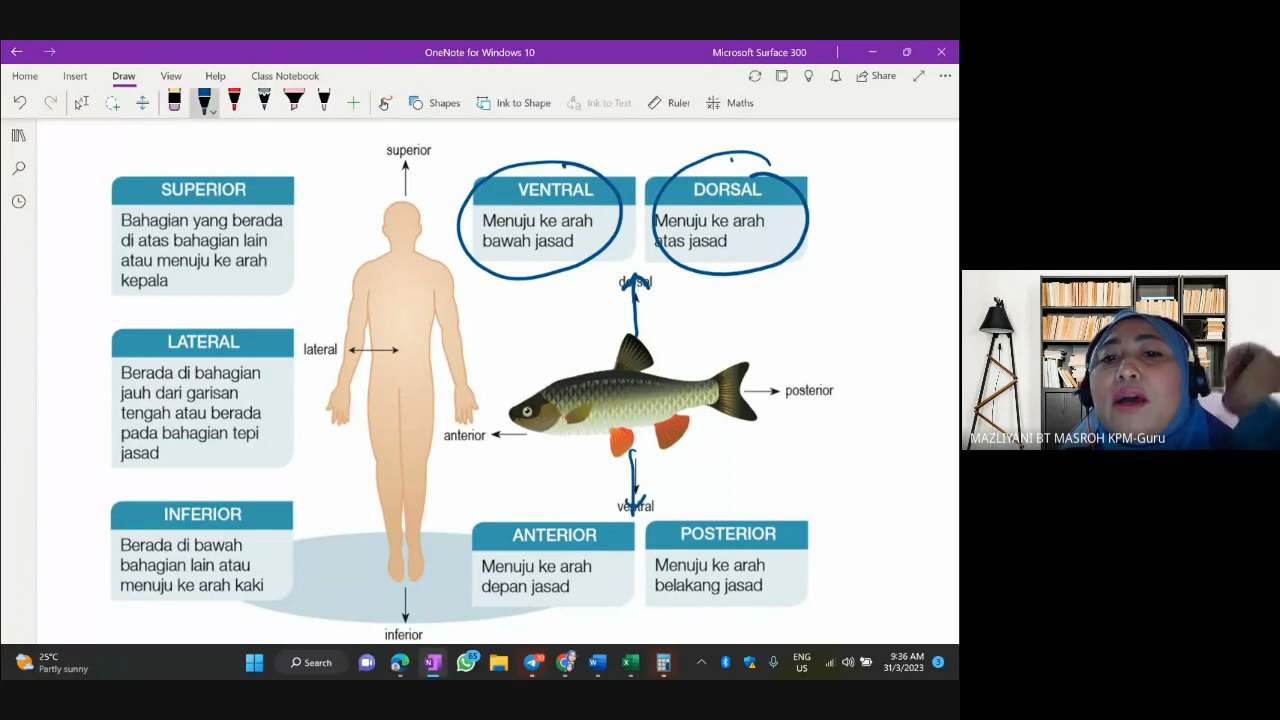 OneNote for Windows 10
Microsoft Surface 300
Home
Insert
Draw
View
Help
Class Notebook
Share
Shapes
Ink to Shape
Ink to Text
Ruler
Maths
superior
SUPERIOR
Bahagian yang berada
di atas bahagian lain
atau menuju ke arah
kepala
VENTRAL
Menuju ke arah
bawah jasad
DORSAL
Menuju ke arah
atas jasad
dorsal
LATERAL
Berada di bahagian
jauh dari garisan
tengah atau berada
pada bahagian tepi
jasad
lateral
posterior
anterior
ventral
INFERIOR
Berada di bawah
bahagian lain atau
menuju ke arah kaki
ANTERIOR
Menuju ke arah
depan jasad
POSTERIOR
Menuju ke arah
belakang jasad
inferior
MAZLIYANI BT MASROH KPM-Guru
25°C
Partly sunny
Search
65
93
ENG
US
9:36 AM
31/3/2023
3